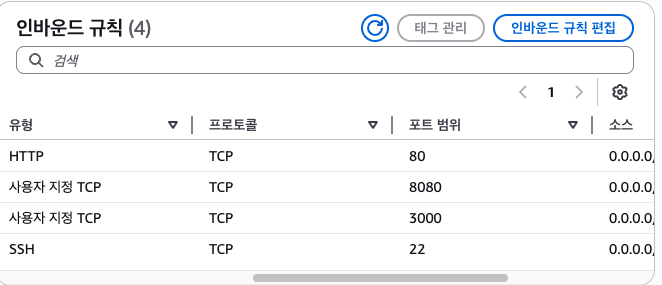 인바운드 규칙 (4)
태그 관리
인바운드 규칙 편집
검색
1
유형 프로토콜 포트 범위 소스
HTTP TCP 80 0.0.0.0/
사용자 지정 TCP TCP 8080 0.0.0.0/
사용자 지정 TCP TCP 3000 0.0.0.0/
SSH TCP 22 0.0.0.0/